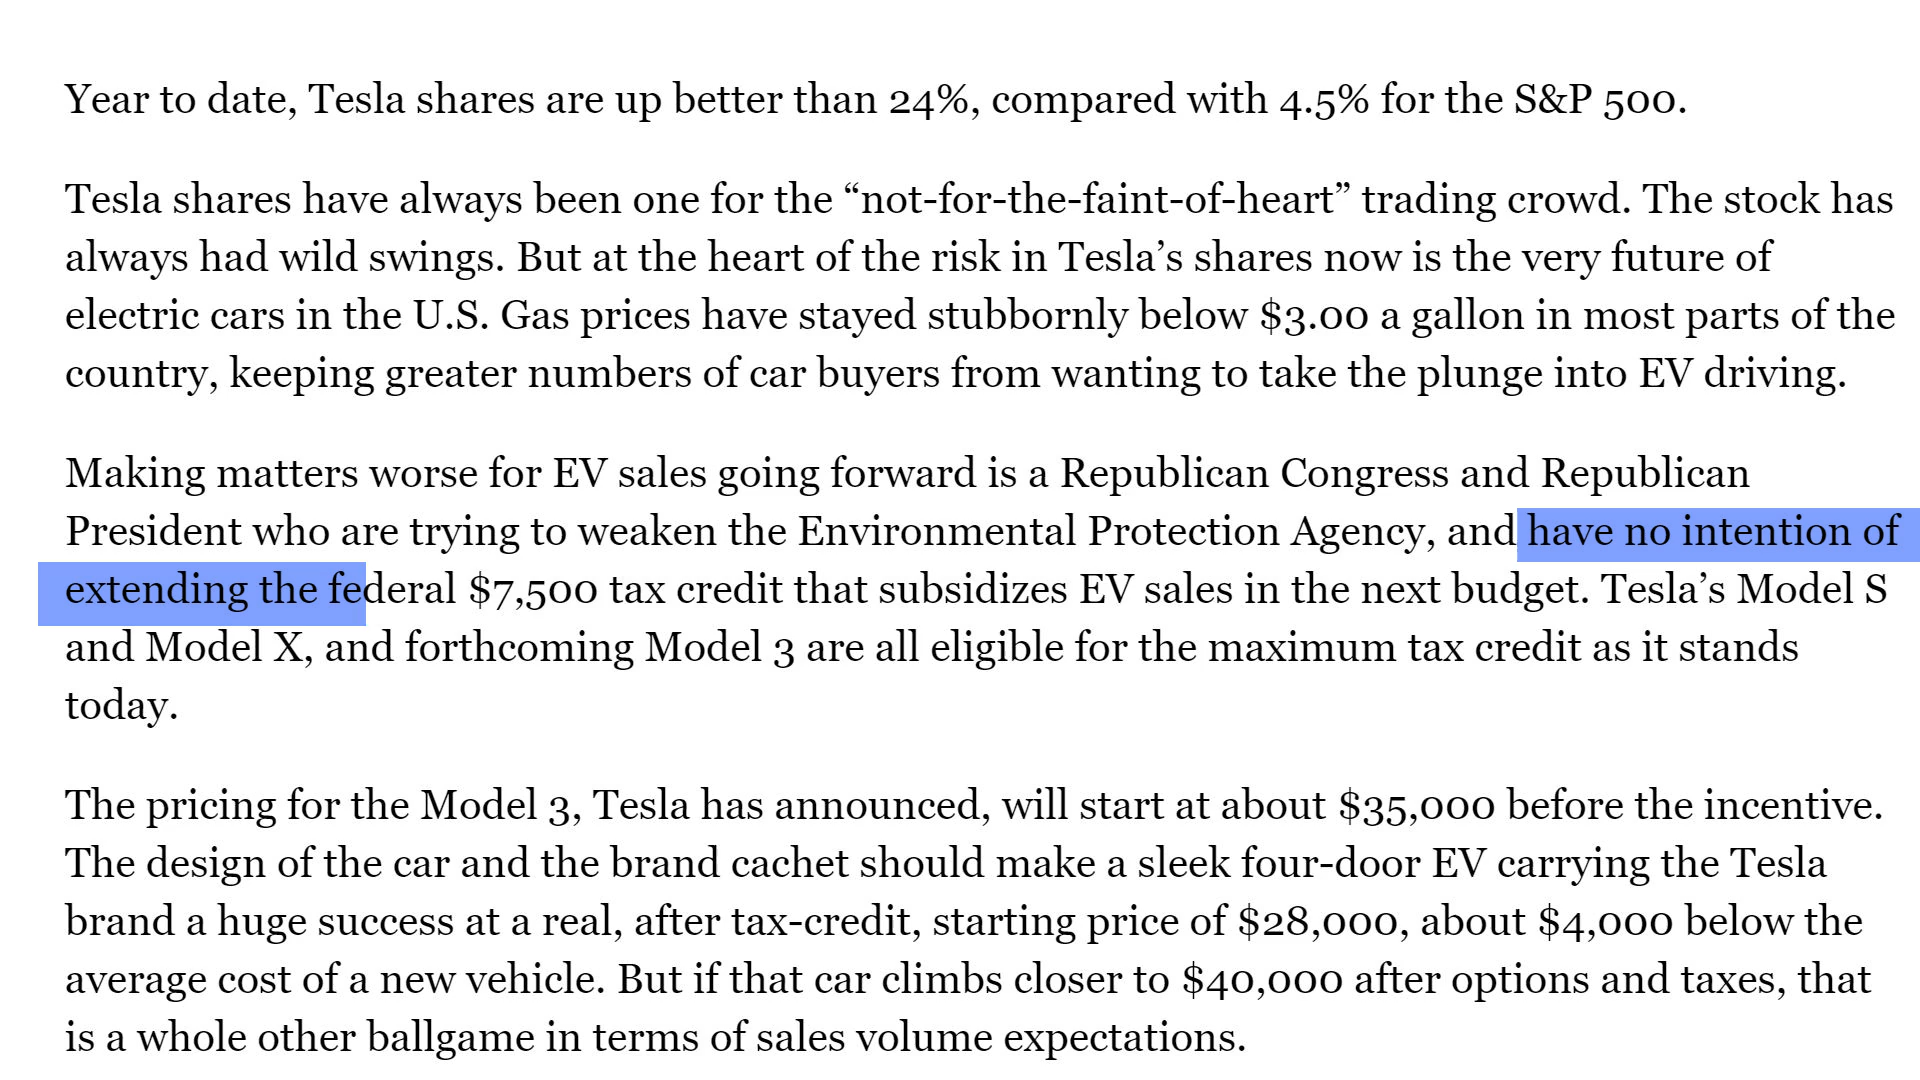 Year to date, Tesla shares are up better than 24%, compared with 4.5% for the S&P 500.
Tesla shares have always been one for the “not-for-the-faint-of-heart” trading crowd. The stock has
always had wild swings. But at the heart of the risk in Tesla’s shares now is the very future of
electric cars in the U.S. Gas prices have stayed stubbornly below $3.00 a gallon in most parts of the
country, keeping greater numbers of car buyers from wanting to take the plunge into EV driving.
Making matters worse for EV sales going forward is a Republican Congress and Republican
President who are trying to weaken the Environmental Protection Agency, and have no intention of
extending the federal $7,500 tax credit that subsidizes EV sales in the next budget. Tesla’s Model S
and Model X, and forthcoming Model 3 are all eligible for the maximum tax credit as it stands
today.
The pricing for the Model 3, Tesla has announced, will start at about $35,000 before the incentive.
The design of the car and the brand cachet should make a sleek four-door EV carrying the Tesla
brand a huge success at a real, after tax-credit, starting price of $28,000, about $4,000 below the
average cost of a new vehicle. But if that car climbs closer to $40,000 after options and taxes, that
is a whole other ballgame in terms of sales volume expectations.